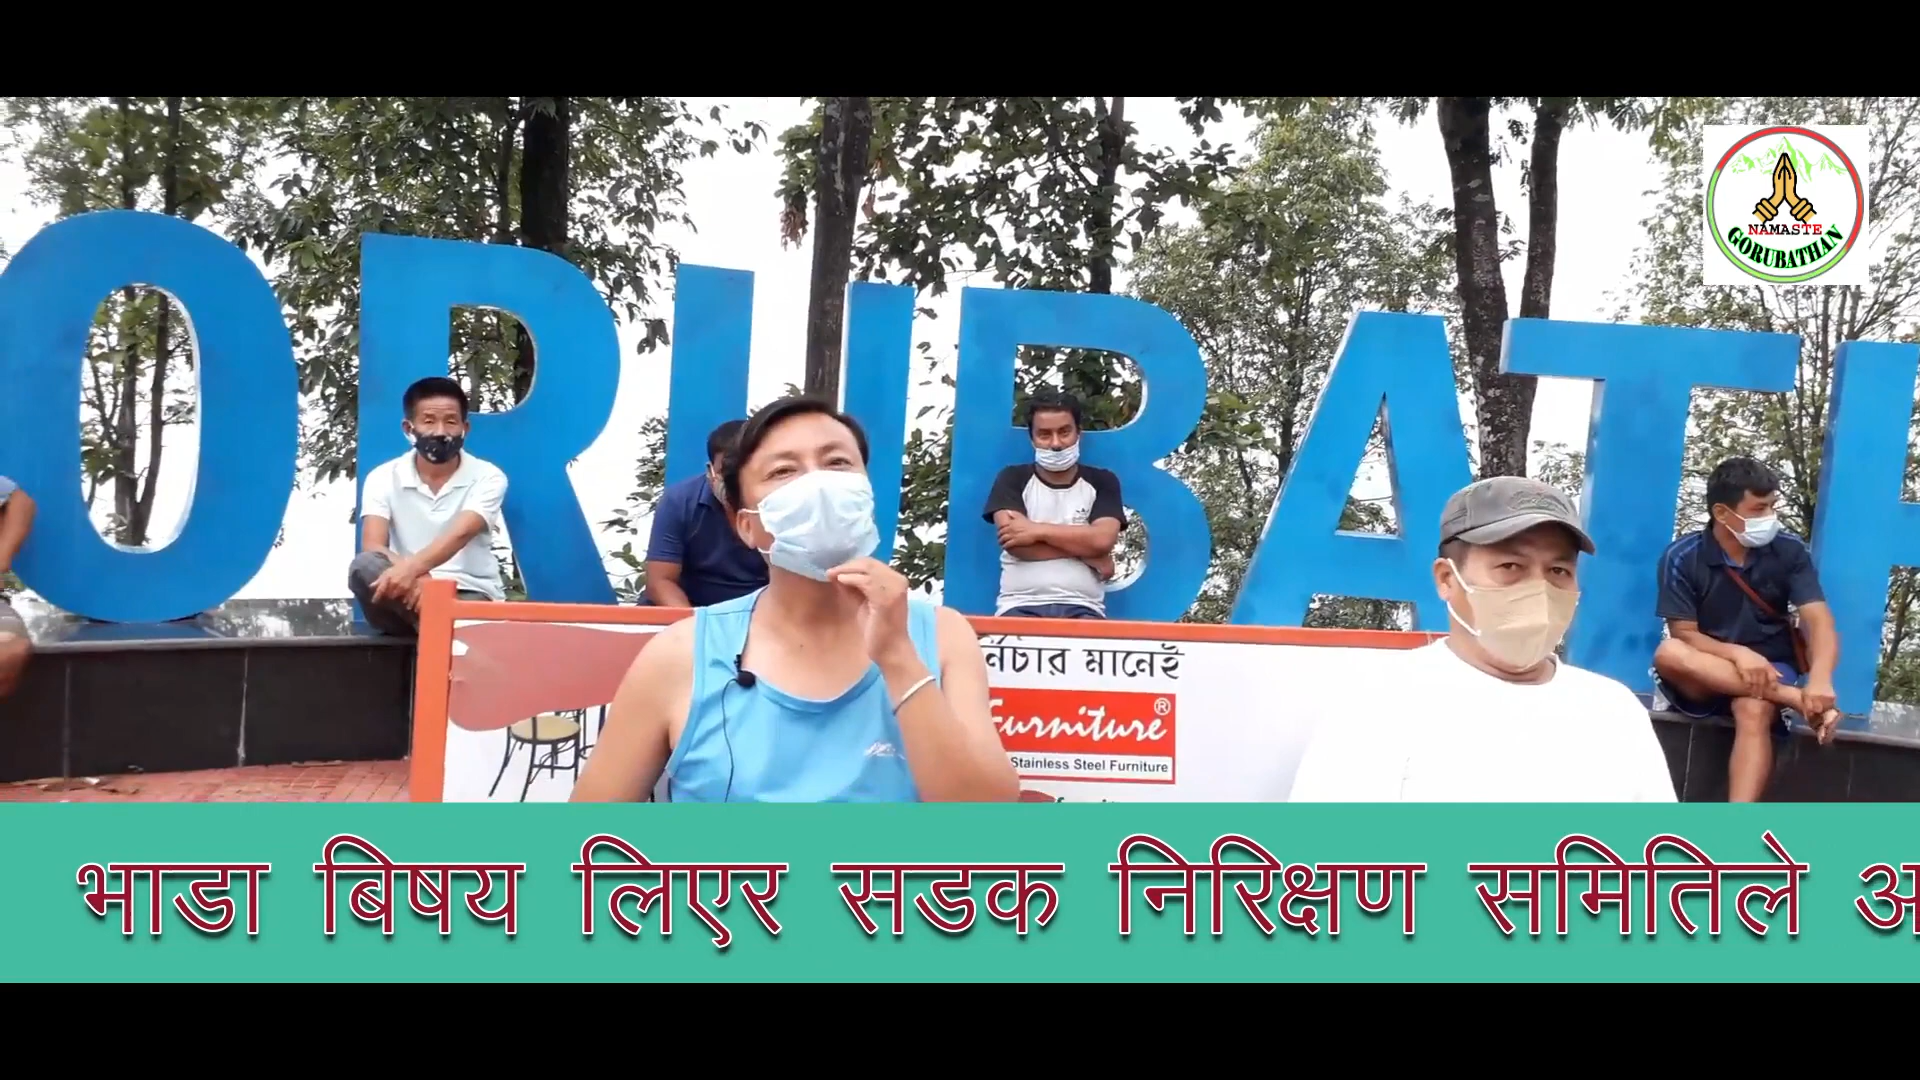 ORUBATH
NAMASTE
GORUBATHAN
র্নিচার মানেই
furniture®
Stainless Steel Furniture
भाडा बिषय लिएर सडक निरिक्षण समितिले अ